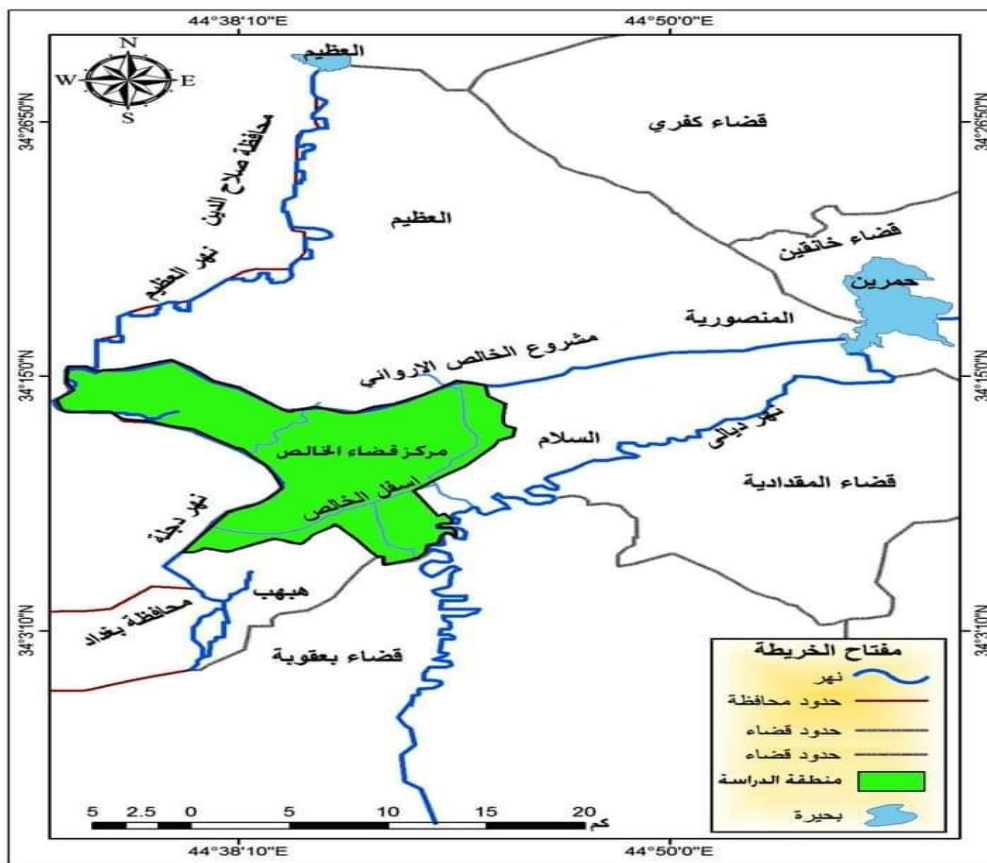 44°38'10"E
44°50'0"E
N
W
E
S
العظيم
34°26'50"N
34°26'50"N
قضاء كفري
محافظة صلاح الدين
العظيم
قضاء خانقين
نهر العظيم
حمرين
المنصورية
مشروع الخالص الاروائي
34°15'0"N
34°15'0"N
نهر ديالى
السلام
مركز قضاء الخالص
قضاء المقدادية
اسفل الخالص
نهر دجلة
هبهب
محافظة بغداد
34°3'10"N
34°3'10"N
قضاء بعقوبة
مفتاح الخريطة
نهر
حدود محافظة
حدود قضاء
حدود قضاء
منطقة الدراسة
بحيرة
5 2.5 0 5 10 15 20
كم
44°38'10"E
44°50'0"E